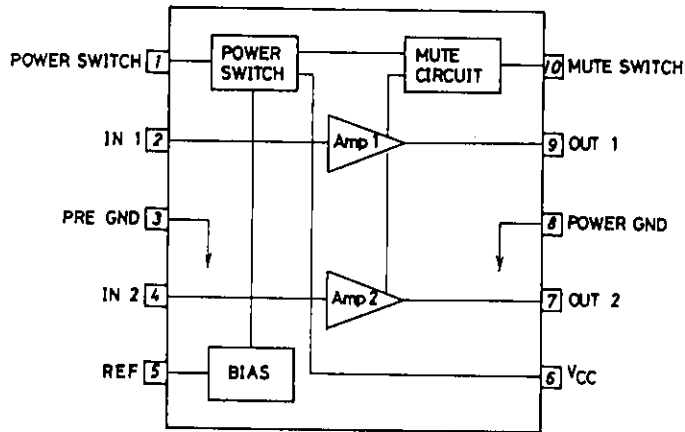 POWER SWITCH 1
POWER
SWITCH
MUTE
CIRCUIT
10 MUTE SWITCH
IN 1 2
Amp 1
9 OUT 1
PRE GND 3
8 POWER GND
IN 2 4
Amp 2
7 OUT 2
REF 5
BIAS
6 VCC